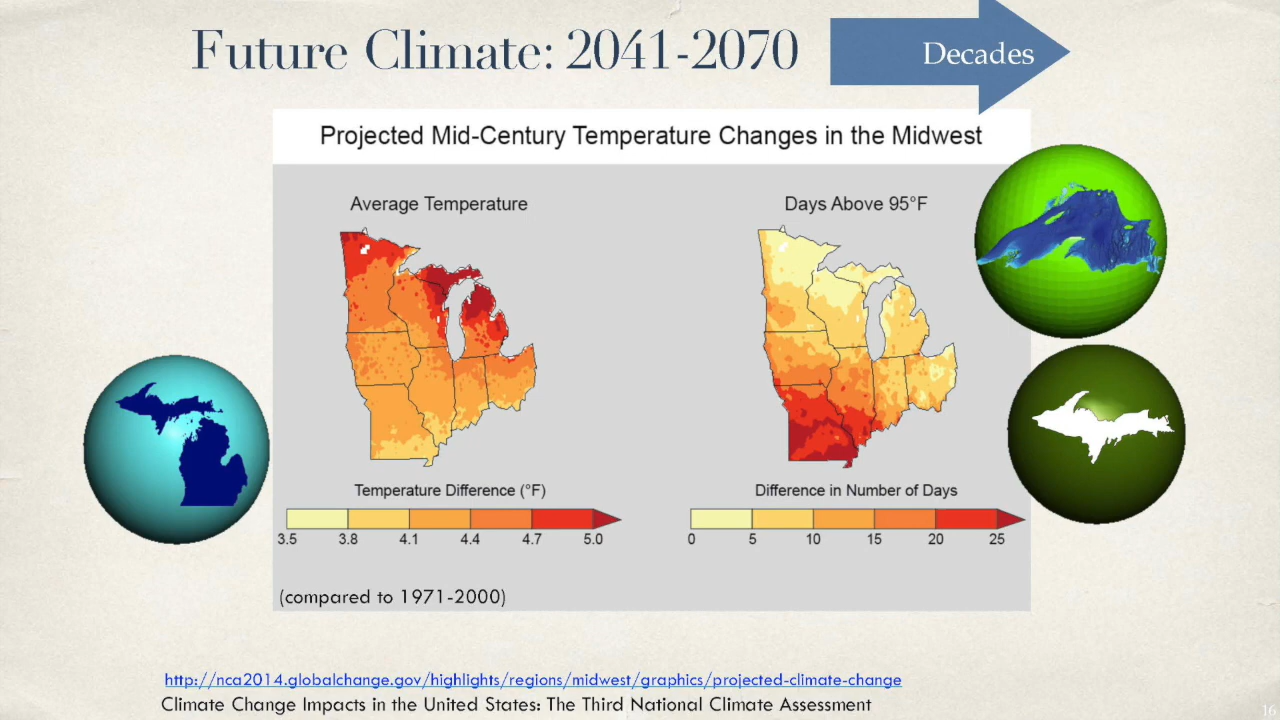 Future Climate: 2041-2070
Decades
Projected Mid-Century Temperature Changes in the Midwest
Average Temperature
Days Above 95°F
Temperature Difference (°F)
3.5 3.8 4.1 4.4 4.7 5.0
Difference in Number of Days
0 5 10 15 20 25
(compared to 1971-2000)
http://nca2014.globalchange.gov/highlights/regions/midwest/graphics/projected-climate-change
Climate Change Impacts in the United States: The Third National Climate Assessment
16